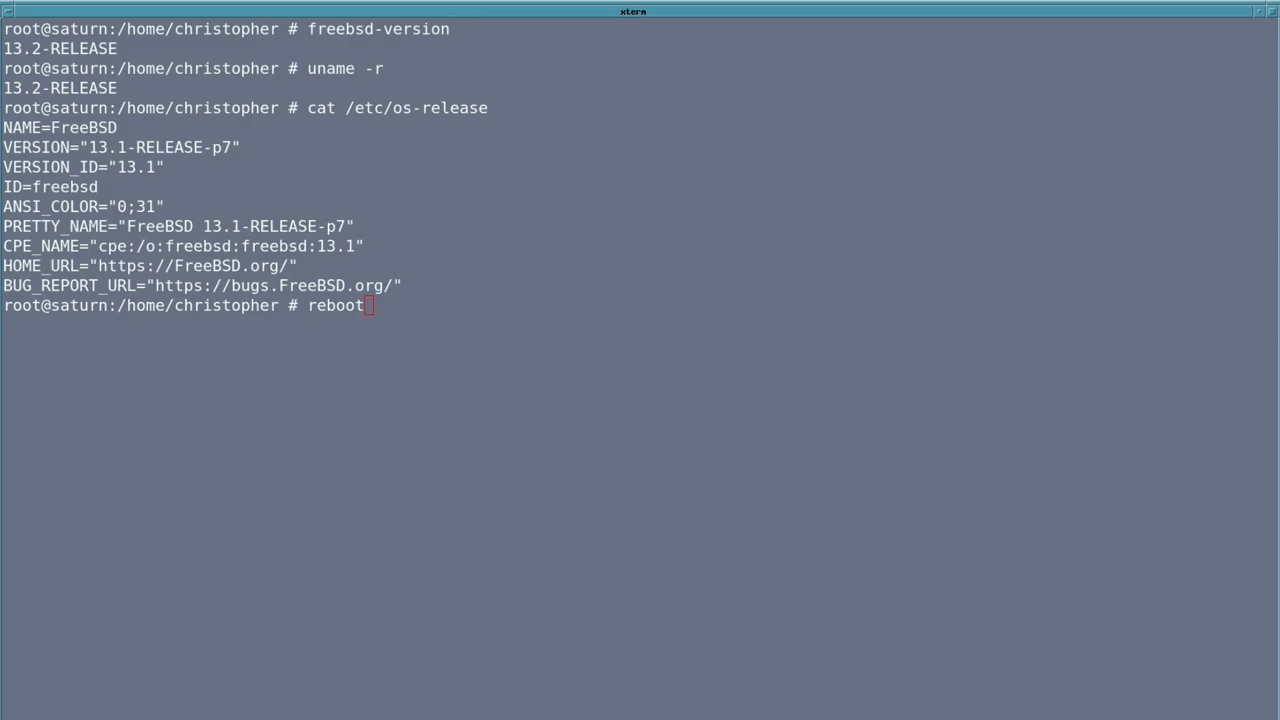 xterm
root@saturn:/home/christopher # freebsd-version
13.2-RELEASE
root@saturn:/home/christopher # uname -r
13.2-RELEASE
root@saturn:/home/christopher # cat /etc/os-release
NAME=FreeBSD
VERSION="13.1-RELEASE-p7"
VERSION_ID="13.1"
ID=freebsd
ANSI_COLOR="0;31"
PRETTY_NAME="FreeBSD 13.1-RELEASE-p7"
CPE_NAME="cpe:/o:freebsd:freebsd:13.1"
HOME_URL="https://FreeBSD.org/"
BUG_REPORT_URL="https://bugs.FreeBSD.org/"
root@saturn:/home/christopher # reboot